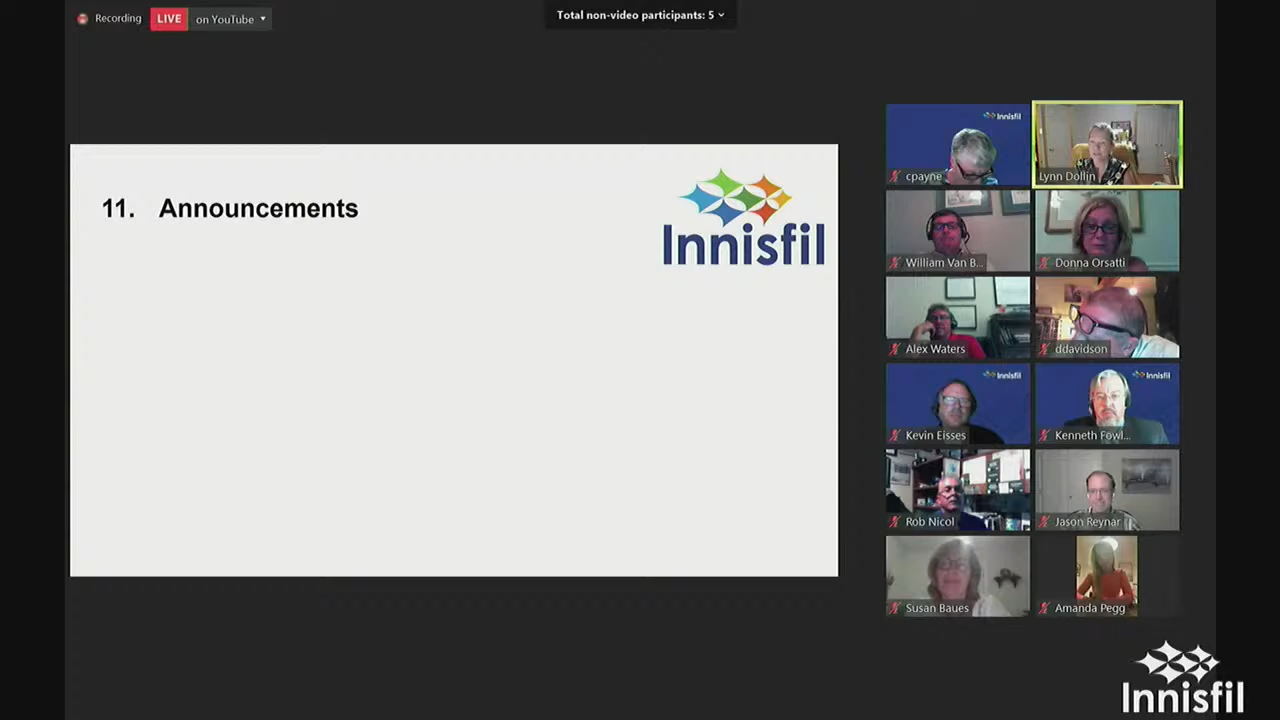 Recording
LIVE on YouTube
Total non-video participants: 5
11. Announcements
Innisfil
Innisfil
cpayne
Lynn Dollin
William Van B...
Donna Orsatti
Alex Waters
ddavidson
Innisfil
Innisfil
Kevin Eisses
Kenneth Fowl...
Rob Nicol
Jason Reynar
Susan Baues
Amanda Pegg
Innisfil